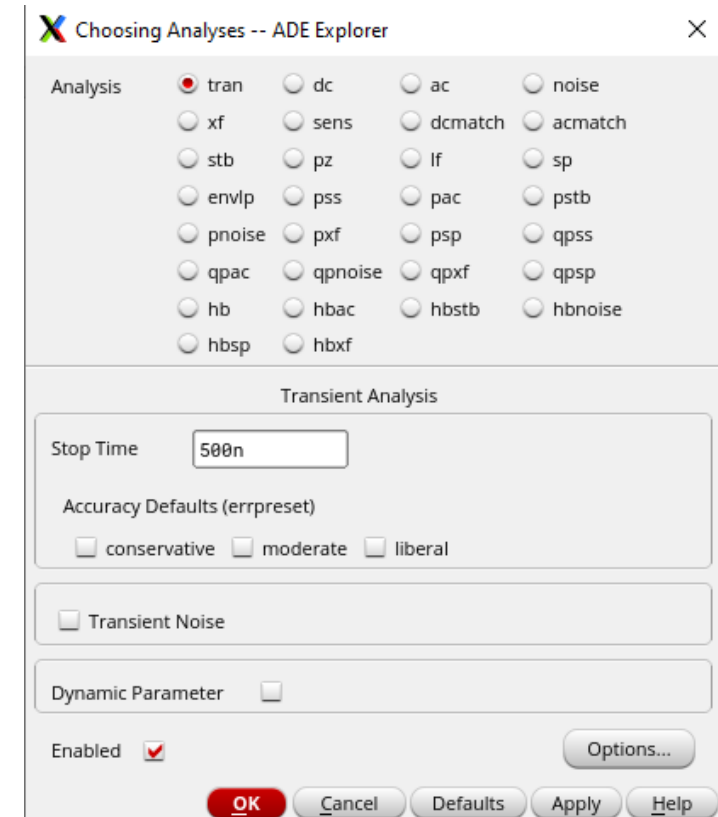 Choosing Analyses -- ADE Explorer
Analysis tran dc ac noise
xf sens dcmatch acmatch
stb pz lf sp
envlp pss pac pstb
pnoise pxf psp qpss
qpac qpnoise qpxf qpsp
hb hbac hbstb hbnoise
hbsp hbxf
Transient Analysis
Stop Time 500n
Accuracy Defaults (errpreset)
conservative moderate liberal
Transient Noise
Dynamic Parameter
Enabled Options...
OK Cancel Defaults Apply Help